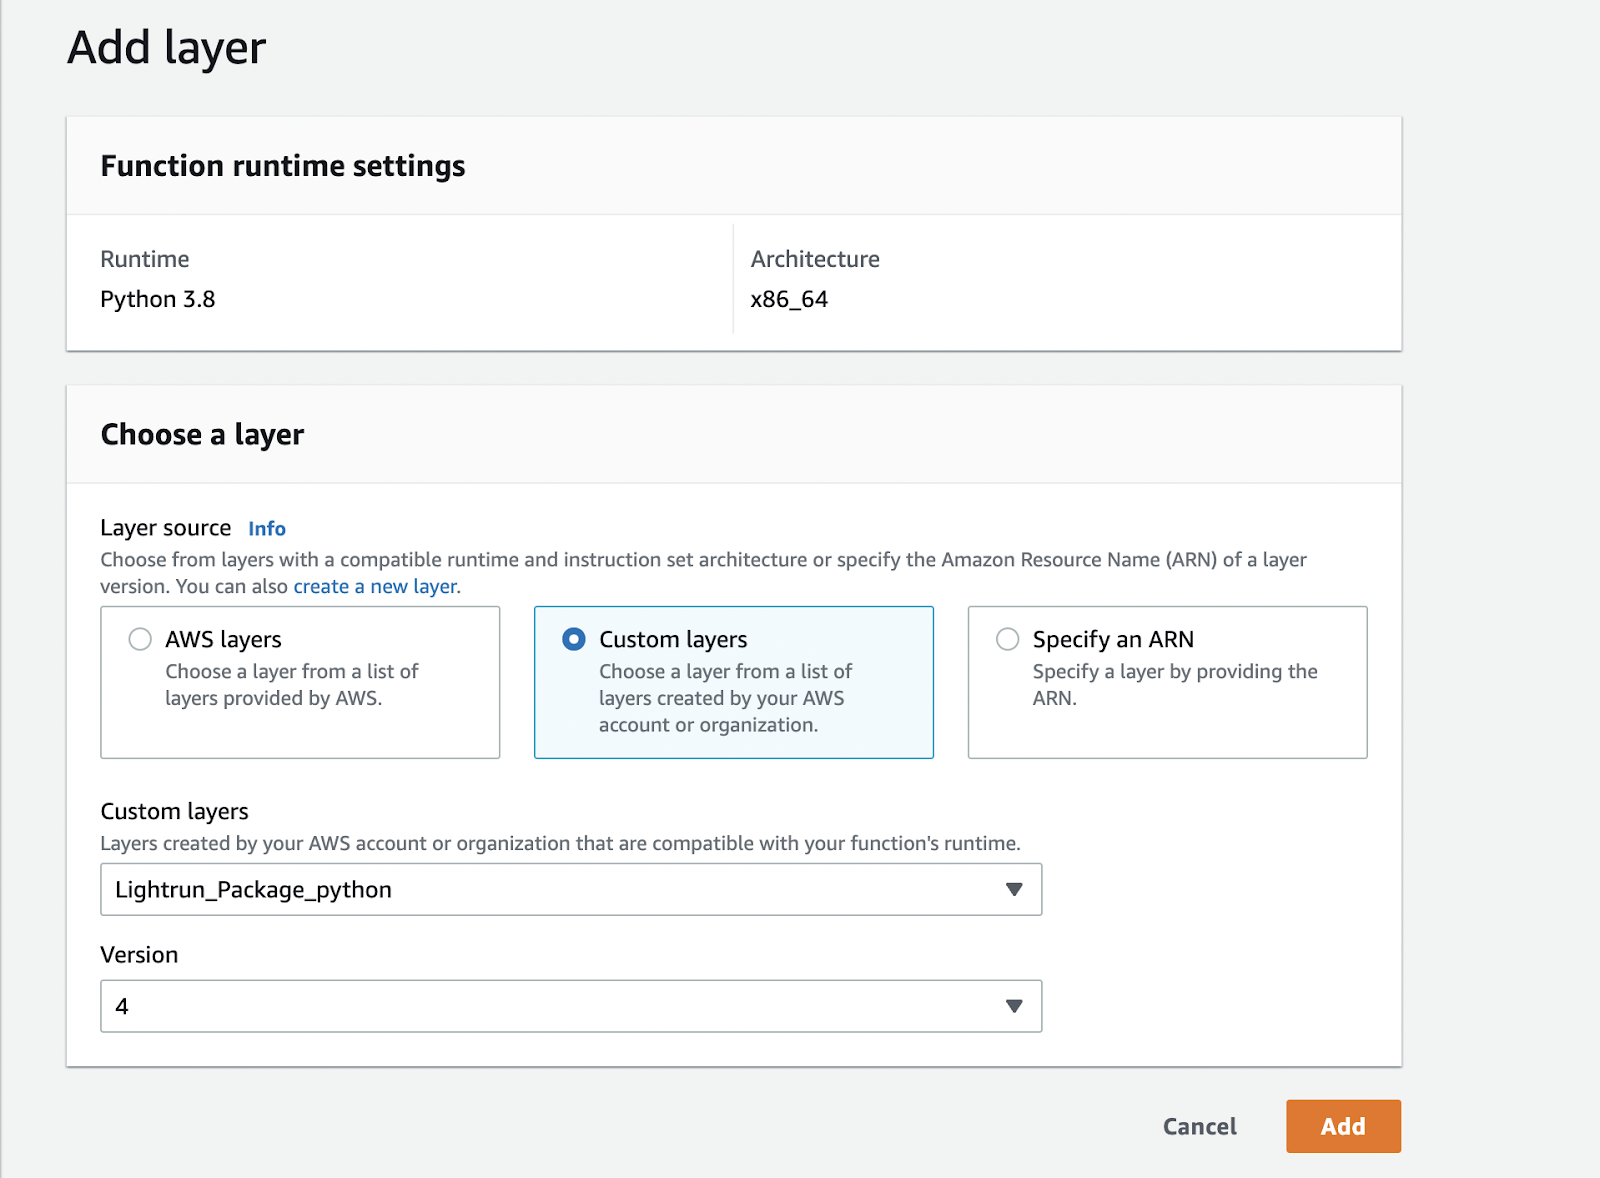 Add layer
Function runtime settings
Runtime
Python 3.8
Architecture
x86_64
Choose a layer
Layer source Info
Choose from layers with a compatible runtime and instruction set architecture or specify the Amazon Resource Name (ARN) of a layer
version. You can also create a new layer.
AWS layers
Choose a layer from a list of
layers provided by AWS.
Custom layers
Choose a layer from a list of
layers created by your AWS
account or organization.
Specify an ARN
Specify a layer by providing the
ARN.
Custom layers
Layers created by your AWS account or organization that are compatible with your function's runtime.
Lightrun_Package_python
Version
4
Cancel
Add